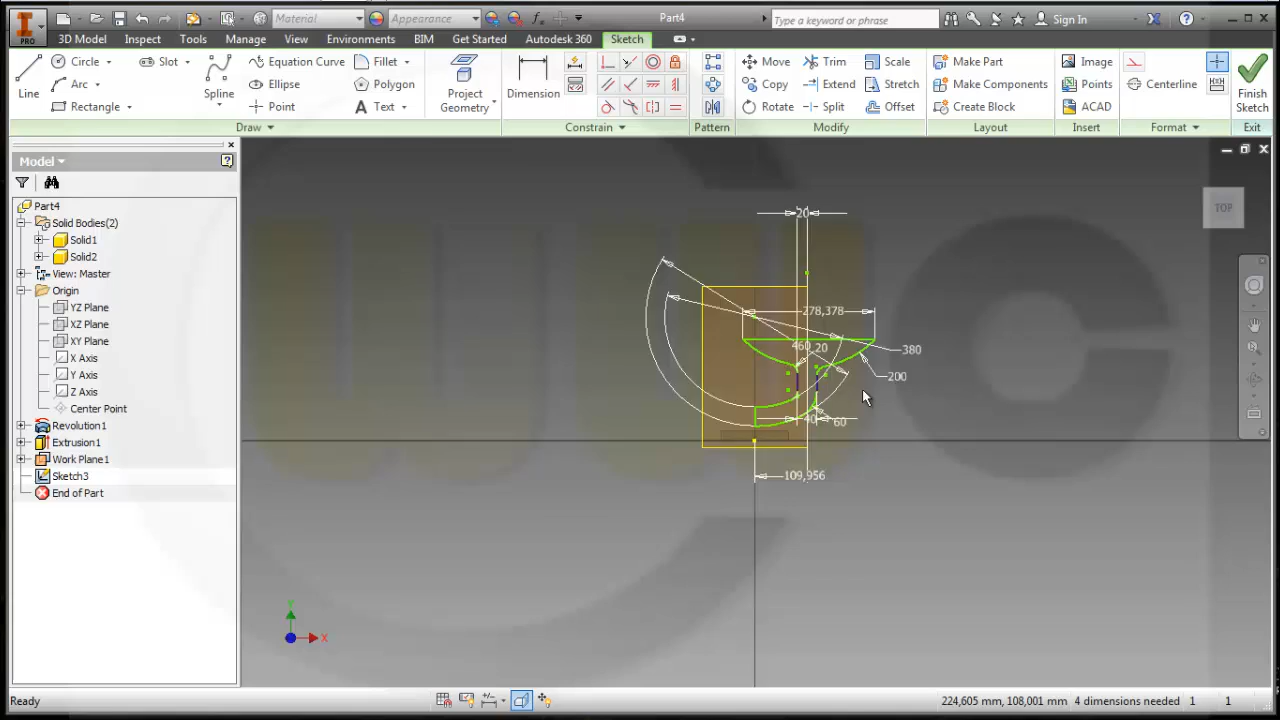 PRO
Material
Appearance
Part4
Type a keyword or phrase
Sign In
3D Model Inspect Tools Manage View Environments BIM Get Started Autodesk 360 Sketch
Line
Circle
Arc
Rectangle
Slot
Spline
Equation Curve
Ellipse
Point
Fillet
Polygon
Text
Project
Geometry
Dimension
Move
Copy
Rotate
Trim
Extend
Split
Scale
Stretch
Offset
Make Part
Make Components
Create Block
Image
Points
ACAD
Centerline
Finish
Sketch
Draw Constrain Pattern Modify Layout Insert Format Exit
Model
Part4
Solid Bodies(2)
Solid1
Solid2
View: Master
Origin
YZ Plane
XZ Plane
XY Plane
X Axis
Y Axis
Z Axis
Center Point
Revolution1
Extrusion1
Work Plane1
Sketch3
End of Part
TOP
20
278,378
460
20
380
200
40
60
109,956
Y
X
Ready
224,605 mm, 108,001 mm 4 dimensions needed 1 1